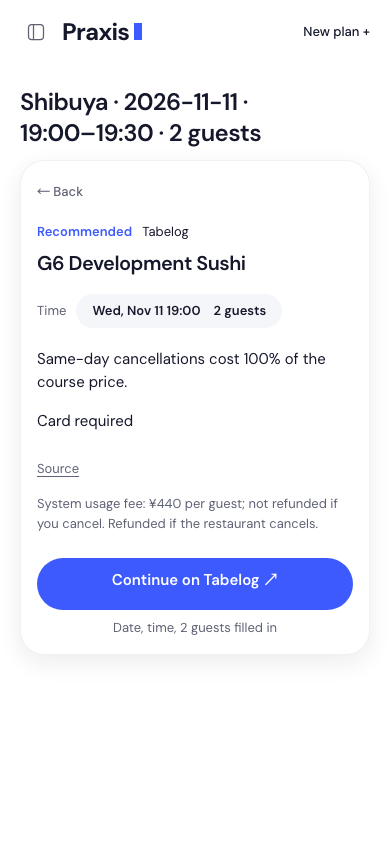 Praxis
New plan +
Shibuya · 2026-11-11 ·
19:00–19:30 · 2 guests
← Back
Recommended Tabelog
G6 Development Sushi
Time Wed, Nov 11 19:00 2 guests
Same-day cancellations cost 100% of the
course price.
Card required
Source
System usage fee: ¥440 per guest; not refunded if
you cancel. Refunded if the restaurant cancels.
Continue on Tabelog ↗
Date, time, 2 guests filled in